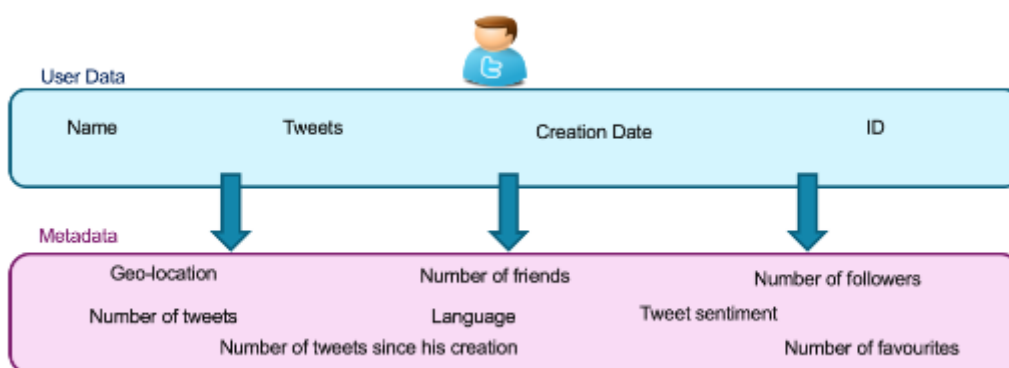 User Data
Name Tweets Creation Date ID
Metadata
Geo-location Number of friends Number of followers
Number of tweets Language Tweet sentiment
Number of tweets since his creation Number of favourites